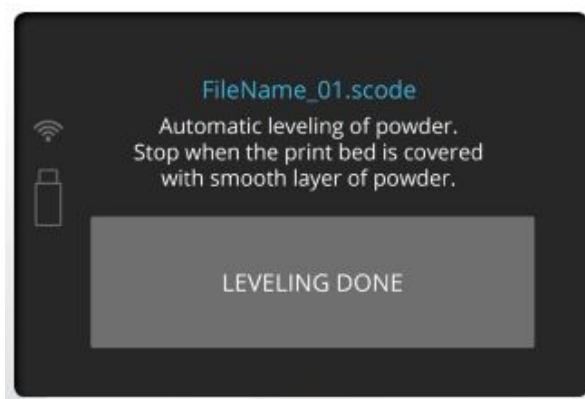 FileName_01.scode
Automatic leveling of powder.
Stop when the print bed is covered
with smooth layer of powder.
LEVELING DONE